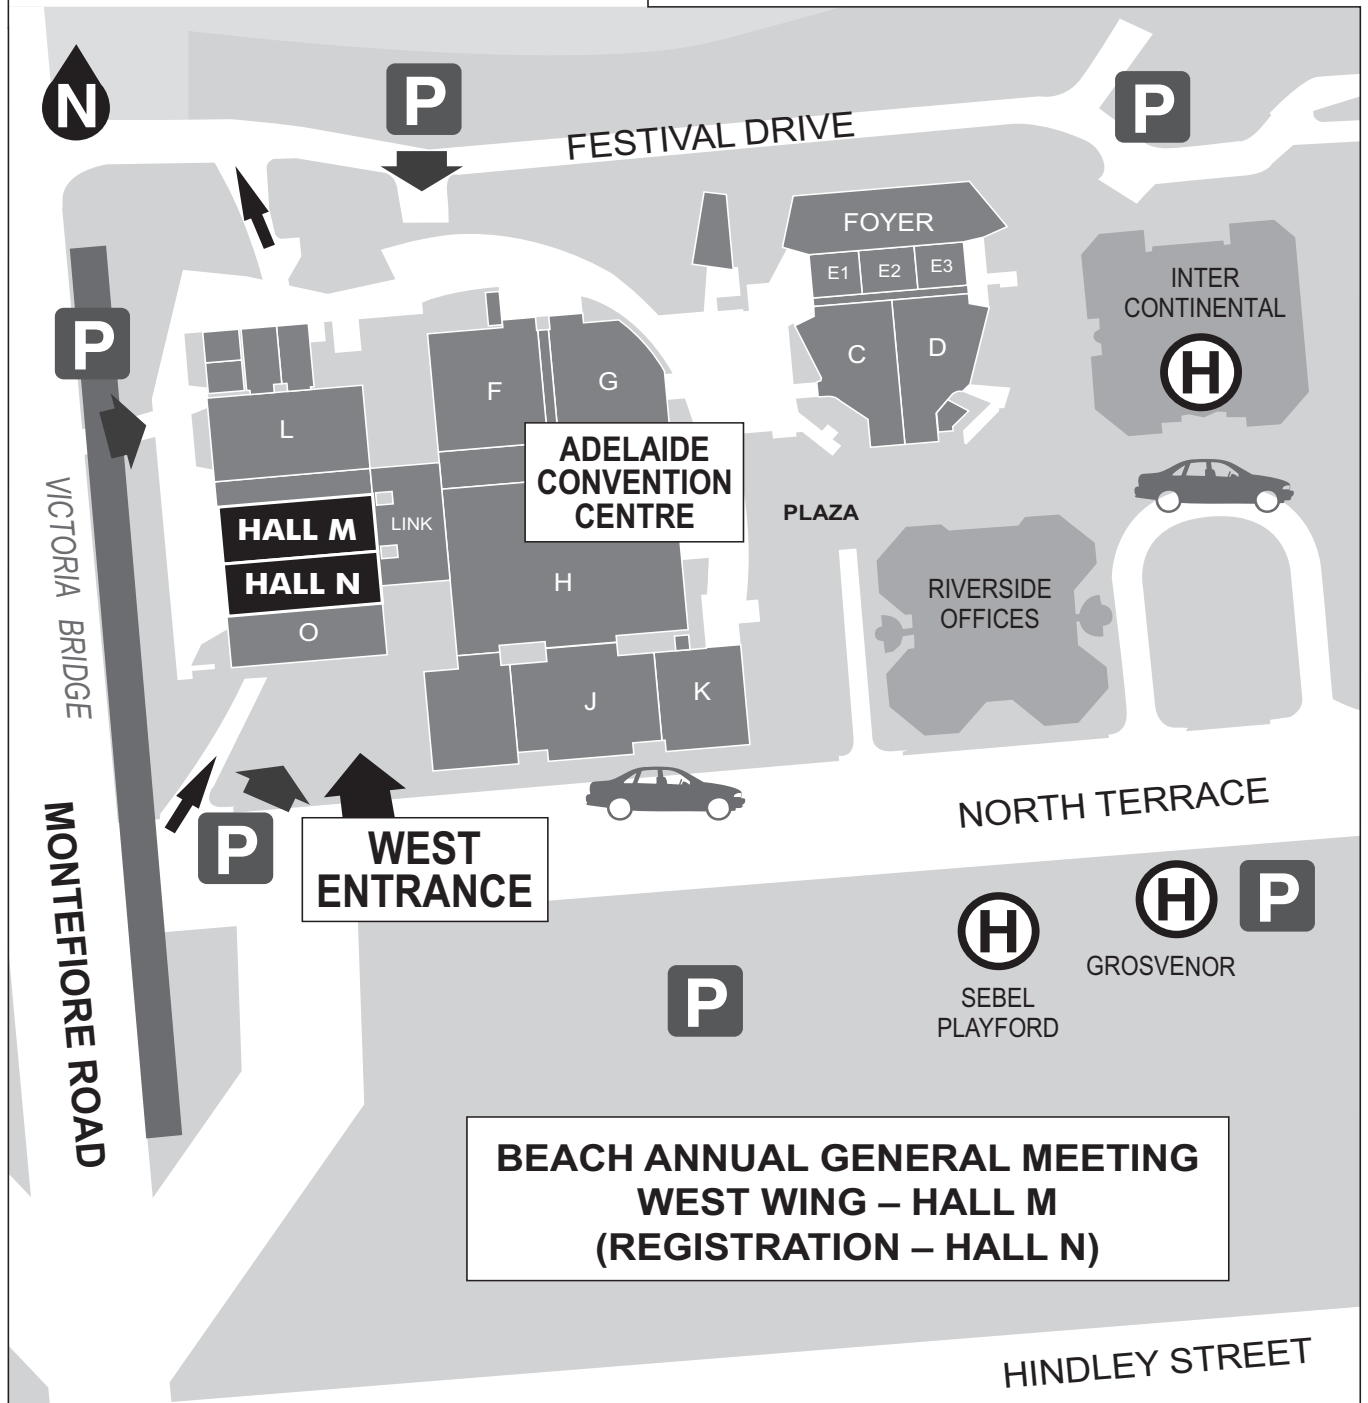 N
P
FESTIVAL DRIVE
P
FOYER
E1
E2
E3
INTER
CONTINENTAL
H
P
C
D
F
G
L
ADELAIDE
CONVENTION
CENTRE
VICTORIA BRIDGE
HALL M
LINK
PLAZA
HALL N
H
RIVERSIDE
OFFICES
O
J
K
MONTEFIORE ROAD
NORTH TERRACE
P
WEST
ENTRANCE
H
GROSVENOR
P
H
SEBEL
PLAYFORD
P
BEACH ANNUAL GENERAL MEETING
WEST WING – HALL M
(REGISTRATION – HALL N)
HINDLEY STREET